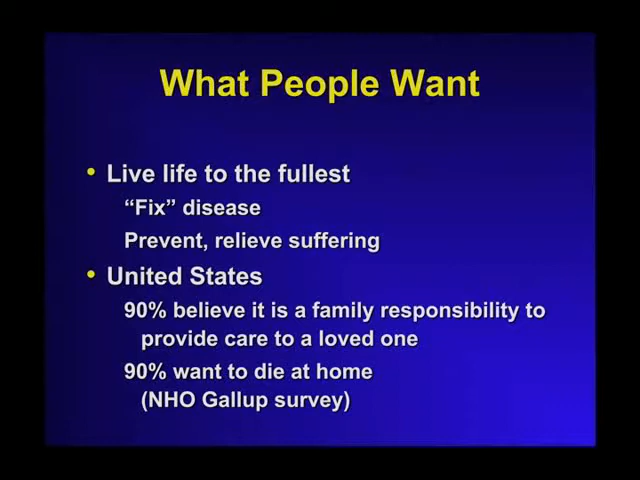 What People Want
• Live life to the fullest
“Fix” disease
Prevent, relieve suffering
• United States
90% believe it is a family responsibility to
provide care to a loved one
90% want to die at home
(NHO Gallup survey)